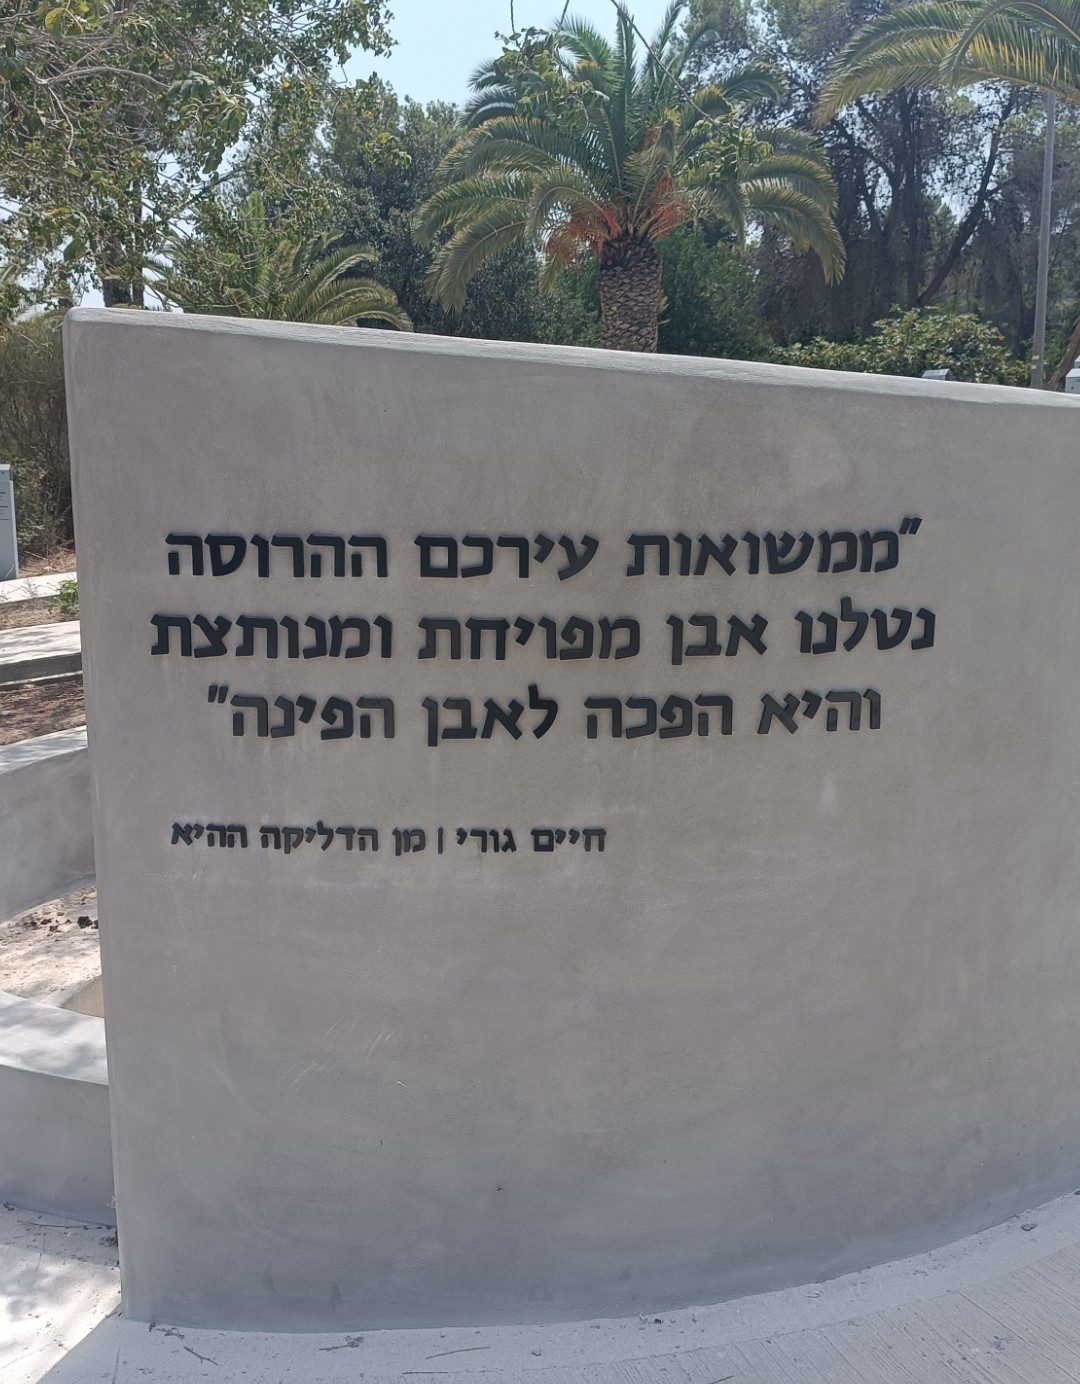 "ממשואות עירכם ההרוסה
נטלנו אבן מפויחת ומנותצת
והיא הפכה לאבן הפינה"
חיים גורי | מן הדליקה ההיא